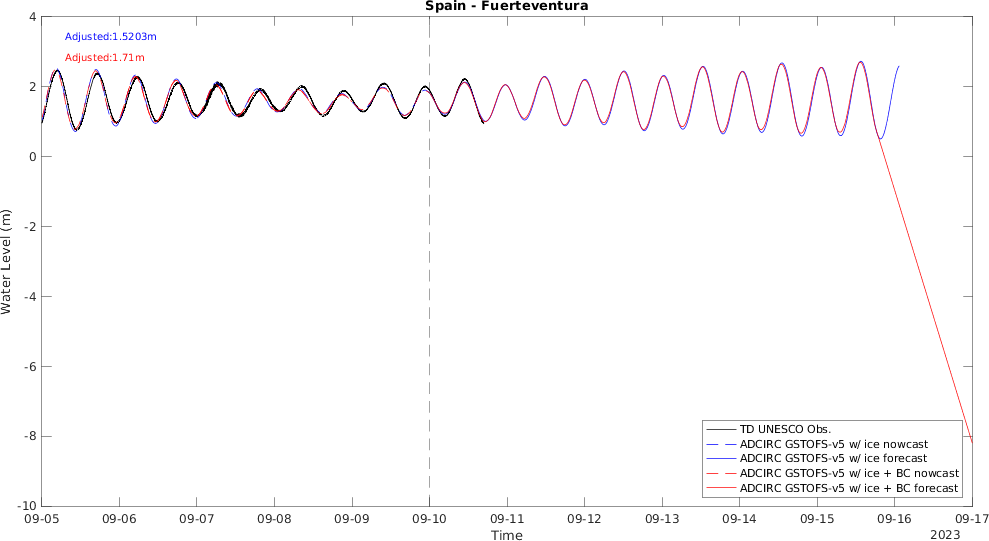 Spain - Fuerteventura
Adjusted:1.5203m
Adjusted:1.71m
4
2
0
-2
-4
-6
-8
-10
Water Level (m)
TD UNESCO Obs.
ADCIRC GSTOFS-v5 w/ ice nowcast
ADCIRC GSTOFS-v5 w/ ice forecast
ADCIRC GSTOFS-v5 w/ ice + BC nowcast
ADCIRC GSTOFS-v5 w/ ice + BC forecast
09-05 09-06 09-07 09-08 09-09 09-10 09-11 09-12 09-13 09-14 09-15 09-16 09-17
Time
2023